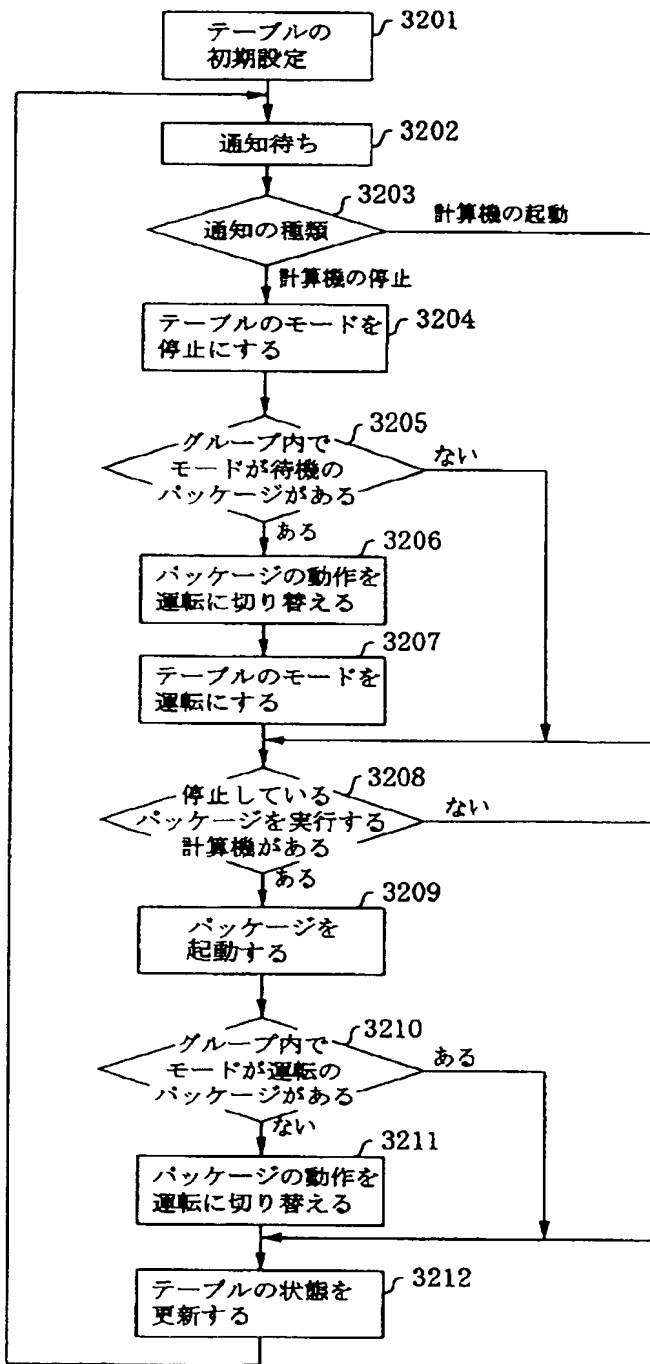 テーブルの
初期設定
3201
通知待ち
3202
通知の種類
3203
計算機の起動
計算機の停止
テーブルのモードを
停止にする
3204
グループ内で
モードが待機の
パッケージがある
3205
ない
ある
パッケージの動作を
運転に切り替える
3206
テーブルのモードを
運転にする
3207
停止している
パッケージを実行する
計算機がある
3208
ない
ある
パッケージを
起動する
3209
グループ内で
モードが運転の
パッケージがある
3210
ある
ない
パッケージの動作を
運転に切り替える
3211
テーブルの状態を
更新する
3212